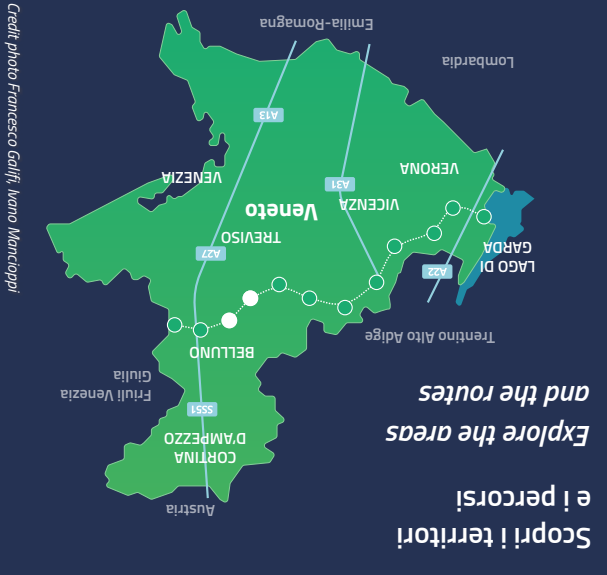 Scopri i territori
e i percorsi
Explore the areas
and the routes
Austria
CORTINA
D'AMPEZZO
SS51
Friuli Venezia
Giulia
BELLUNO
Trentino Alto Adige
LAGO DI
GARDA
A22
A27
TREVISO
Veneto
VICENZA
A31
VENEZIA
VERONA
A13
Lombardia
Emilia-Romagna
Credit photo Francesco Galifi, Ivano Mancioppi